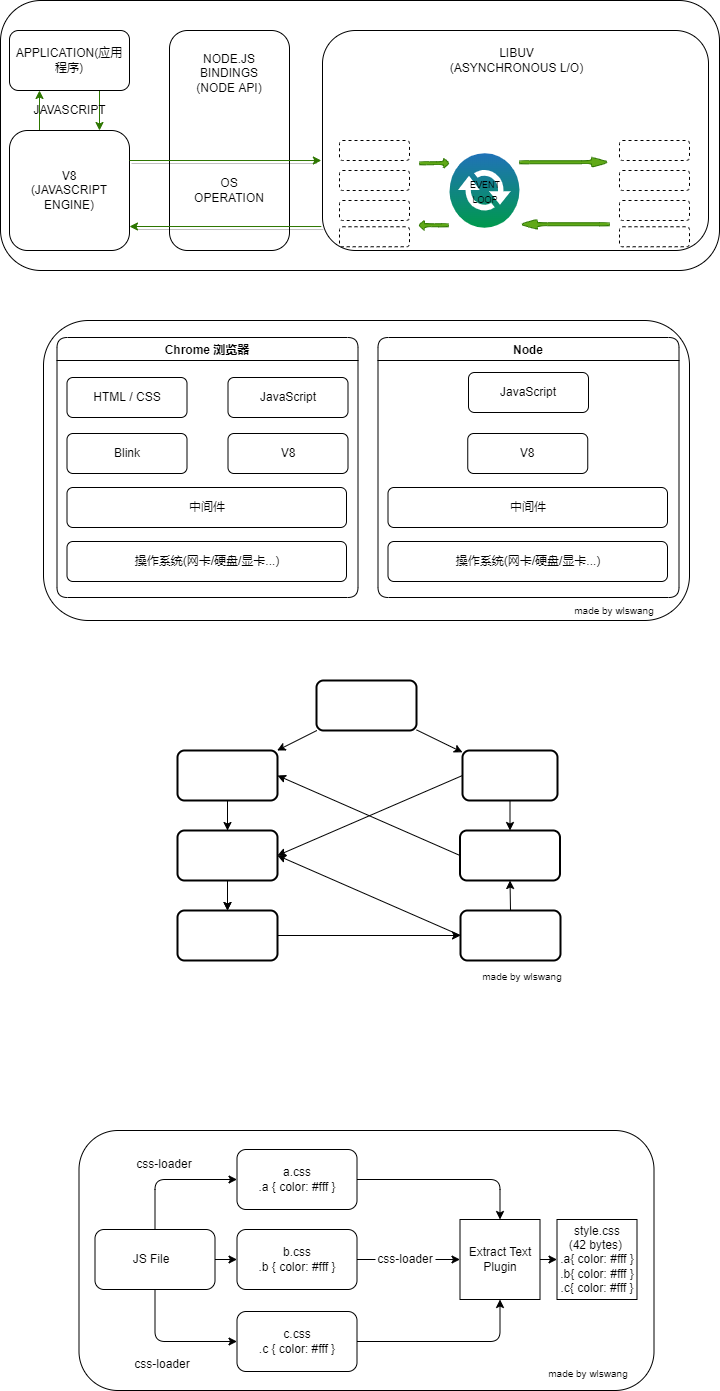 APPLICATION(应用
程序)
JAVASCRIPT
V8
(JAVASCRIPT
ENGINE)
NODE.JS
BINDINGS
(NODE API)
OS
OPERATION
LIBUV
(ASYNCHRONOUS L/O)
EVENT
LOOP
Chrome 浏览器
HTML / CSS
JavaScript
Blink
V8
中间件
操作系统(网卡/硬盘/显卡...)
Node
JavaScript
V8
中间件
操作系统(网卡/硬盘/显卡...)
made by wlswang
made by wlswang
css-loader
a.css
.a { color: #fff }
JS File
b.css
.b { color: #fff }
css-loader
Extract Text
Plugin
style.css
(42 bytes)
.a{ color: #fff }
.b{ color: #fff }
.c{ color: #fff }
c.css
.c { color: #fff }
css-loader
made by wlswang